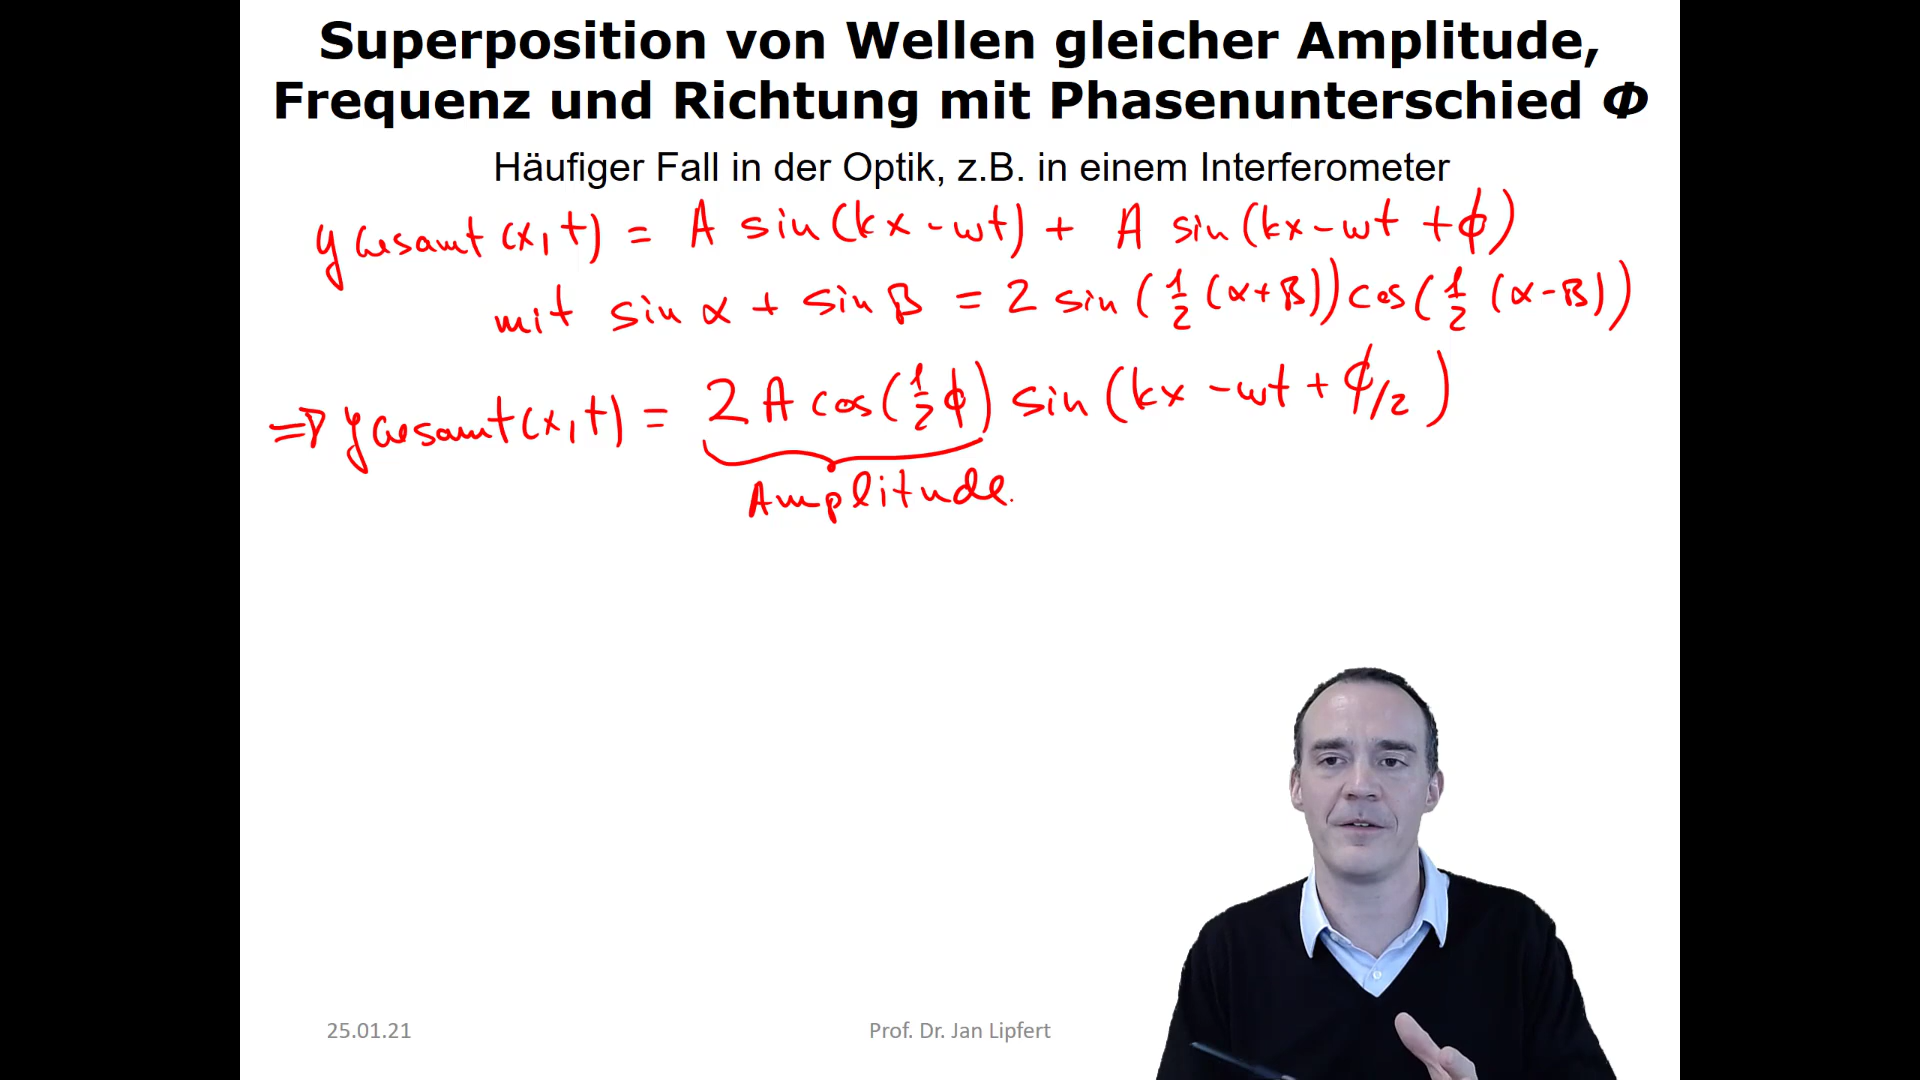 Superposition von Wellen gleicher Amplitude,
Frequenz und Richtung mit Phasenunterschied Φ
Häufiger Fall in der Optik, z.B. in einem Interferometer
y Gesamt (x,t) = A sin(kx-ωt) + A sin(kx-ωt +ϕ)
mit sin α + sin β = 2 sin(1/2 (α+β)) cos(1/2 (α-β))
⇒ y Gesamt (x,t) = 2 A cos(1/2 ϕ) sin(kx -ωt + ϕ/2)
Amplitude.
25.01.21
Prof. Dr. Jan Lipfert